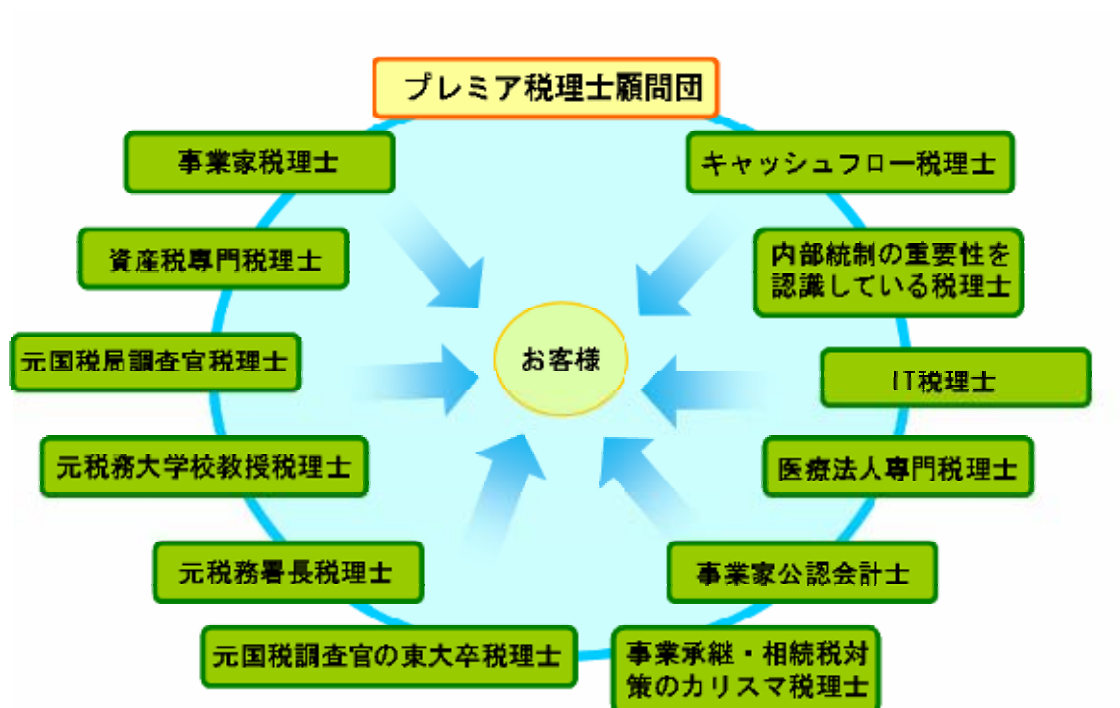 プレミア税理士顧問団
事業家税理士
キャッシュフロー税理士
資産税専門税理士
内部統制の重要性を
認識している税理士
元国税局調査官税理士
お客様
IT税理士
元税務大学校教授税理士
医療法人専門税理士
元税務署長税理士
事業家公認会計士
元国税調査官の東大卒税理士
事業承継・相続税対
策のカリスマ税理士